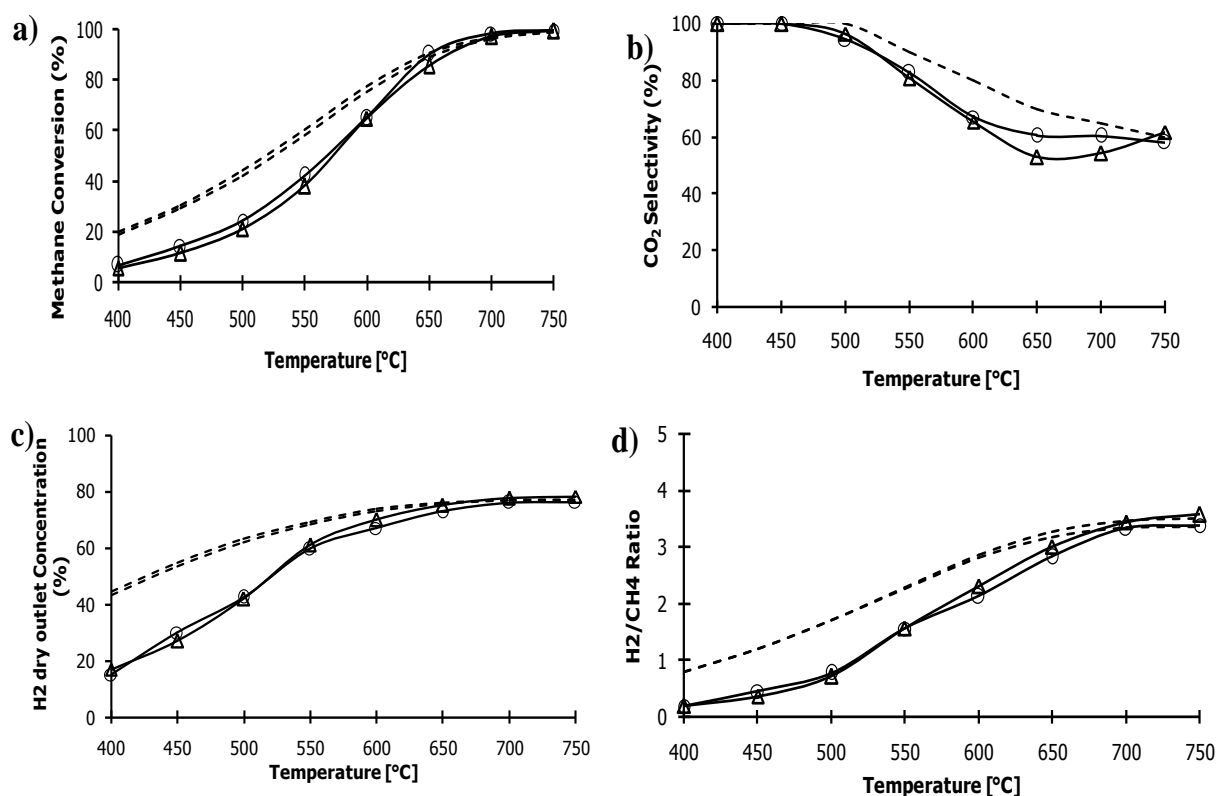 a)
Methane Conversion (%)
100
80
60
40
20
0
400 450 500 550 600 650 700 750
Temperature [°C]
b)
CO₂ Selectivity (%)
100
80
60
40
20
0
400 450 500 550 600 650 700 750
Temperature [°C]
c)
H2 dry outlet Concentration
(%)
100
80
60
40
20
0
400 450 500 550 600 650 700 750
Temperature [°C]
d)
H2/CH4 Ratio
5
4
3
2
1
0
400 450 500 550 600 650 700 750
Temperature [°C]